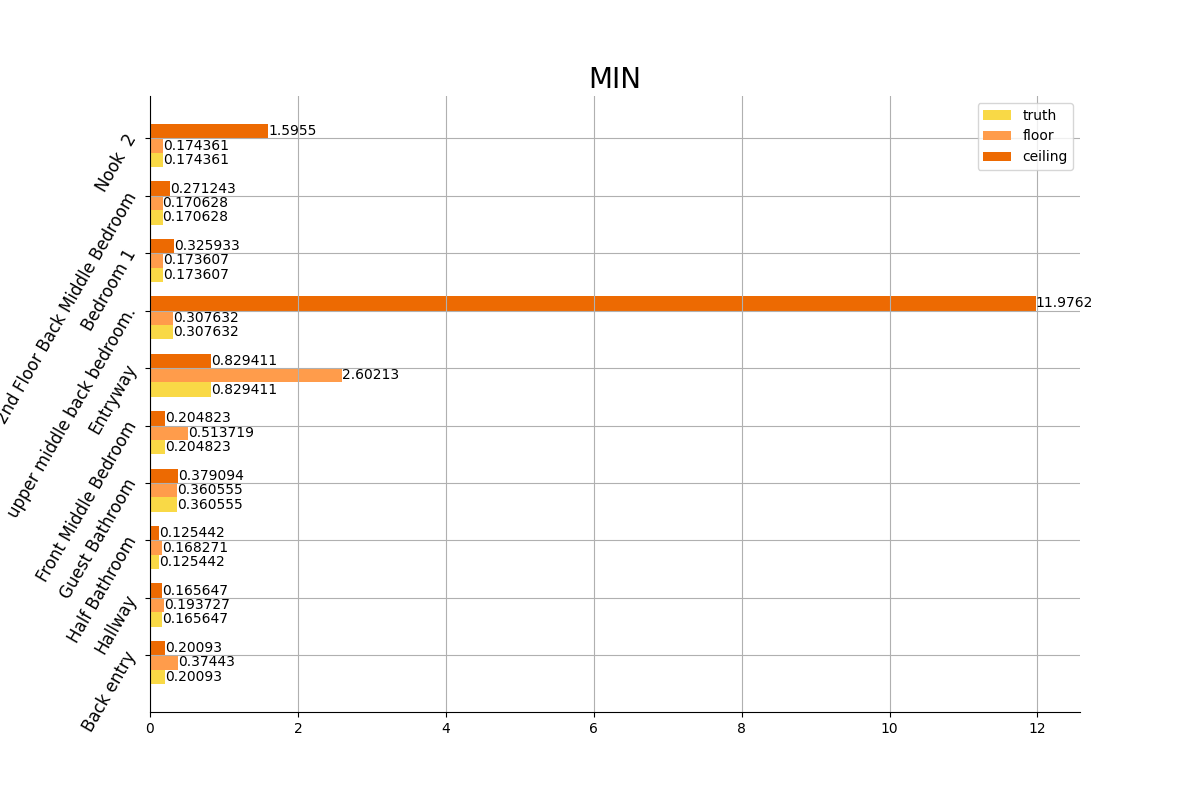 MIN
truth
floor
ceiling
Nook  2
1.5955
0.174361
0.174361
2nd Floor Back Middle Bedroom
0.271243
0.170628
0.170628
Bedroom 1
0.325933
0.173607
0.173607
upper middle back bedroom.
11.9762
0.307632
0.307632
Entryway
0.829411
2.60213
0.829411
Front Middle Bedroom
0.204823
0.513719
0.204823
Guest Bathroom
0.379094
0.360555
0.360555
Half Bathroom
0.125442
0.168271
0.125442
Hallway
0.165647
0.193727
0.165647
Back entry
0.20093
0.37443
0.20093
0 2 4 6 8 10 12